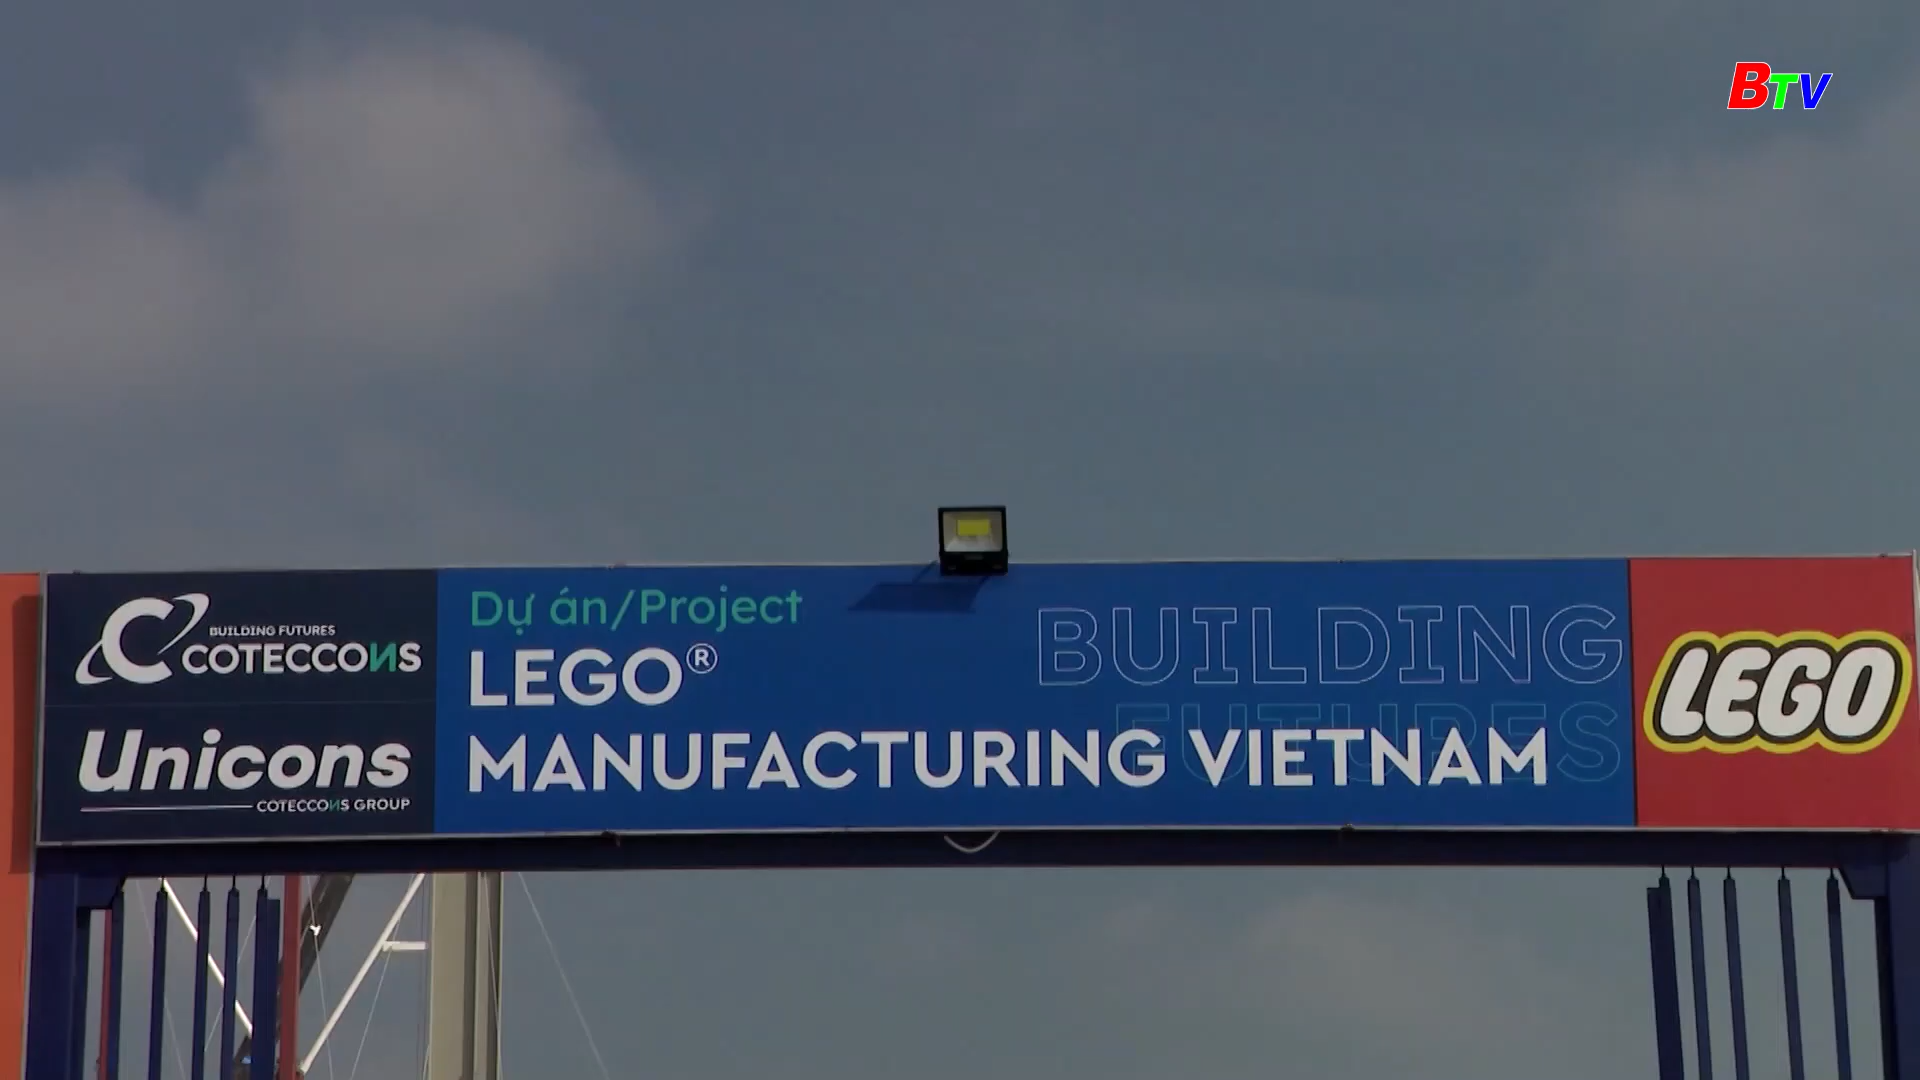 BTV
BUILDING FUTURES
COTECCONS
Unicons
COTECCONS GROUP
Dự án/Project
LEGO®
MANUFACTURING VIETNAM
BUILDING
FUTURES
LEGO